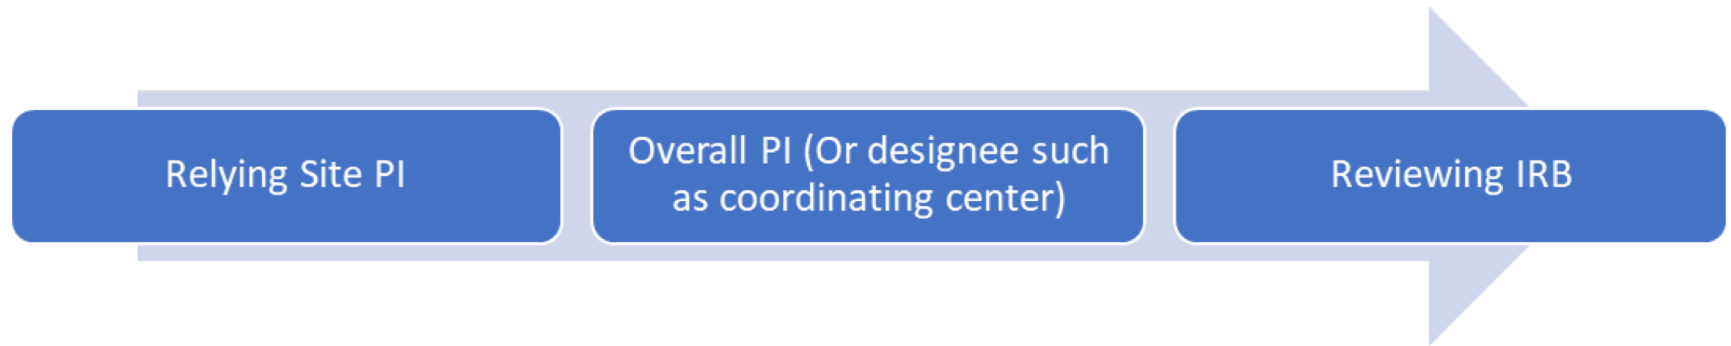 Relying Site PI
Overall PI (Or designee such
as coordinating center)
Reviewing IRB